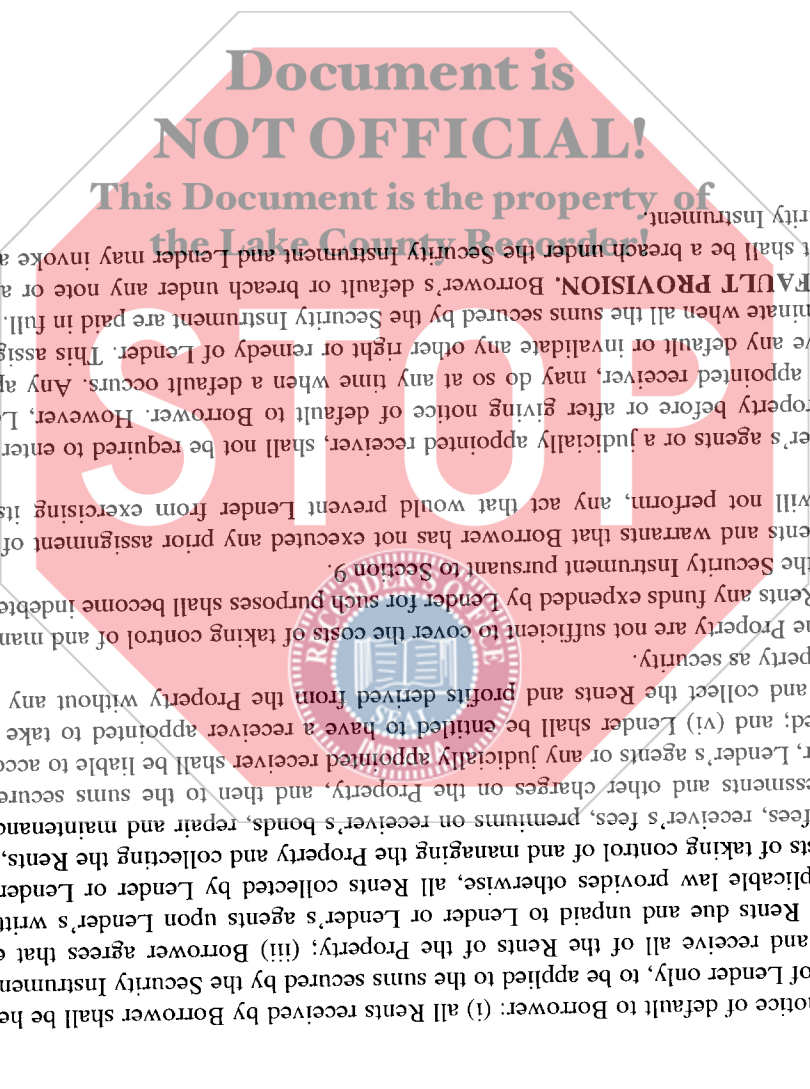 Document is
NOT OFFICIAL!
This Document is the property of
the Lake County Recorder!
STOP
RECORDER'S OFFICE
SEAL
INDIANA
otice of default to Borrower: (i) all Rents received by Borrower shall be he
of Lender only, to be applied to the sums secured by the Security Instrumen
and receive all of the Rents of the Property; (iii) Borrower agrees that e
Rents due and unpaid to Lender or Lender's agents upon Lender's writt
plicable law provides otherwise, all Rents collected by Lender or Lender
ts of taking control of and managing the Property and collecting the Rents,
fees, receiver's fees, premiums on receiver's bonds, repair and maintenanc
essments and other charges on the Property, and then to the sums secure
r, Lender's agents or any judicially appointed receiver shall be liable to acco
ed; and (vi) Lender shall be entitled to have a receiver appointed to take
and collect the Rents and profits derived from the Property without any
perty as security.
he Property are not sufficient to cover the costs of taking control of and man
Rents any funds expended by Lender for such purposes shall become indebte
the Security Instrument pursuant to Section 9.
ents and warrants that Borrower has not executed any prior assignment of
will not perform, any act that would prevent Lender from exercising its
er's agents or a judicially appointed receiver, shall not be required to enter
roperty before or after giving notice of default to Borrower. However, L
appointed receiver, may do so at any time when a default occurs. Any ap
ve any default or invalidate any other right or remedy of Lender. This assig
minate when all the sums secured by the Security Instrument are paid in full.
FAULT PROVISION. Borrower's default or breach under any note or a
t shall be a breach under the Security Instrument and Lender may invoke a
urity Instrument.